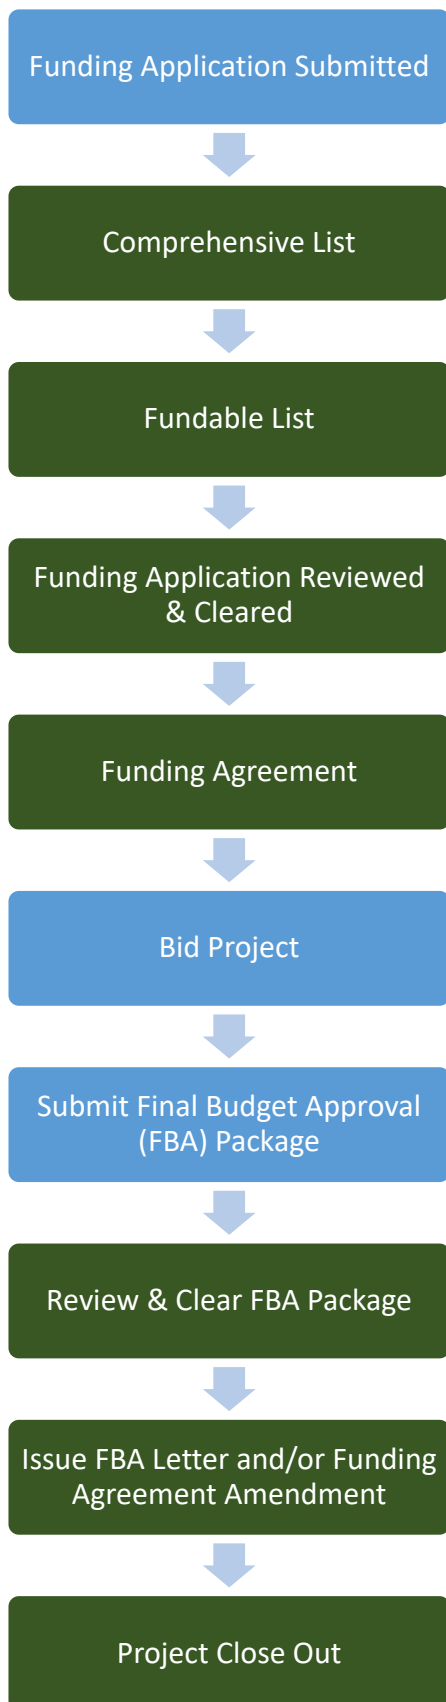 Funding Application Submitted
Comprehensive List
Fundable List
Funding Application Reviewed
& Cleared
Funding Agreement
Bid Project
Submit Final Budget Approval
(FBA) Package
Review & Clear FBA Package
Issue FBA Letter and/or Funding
Agreement Amendment
Project Close Out